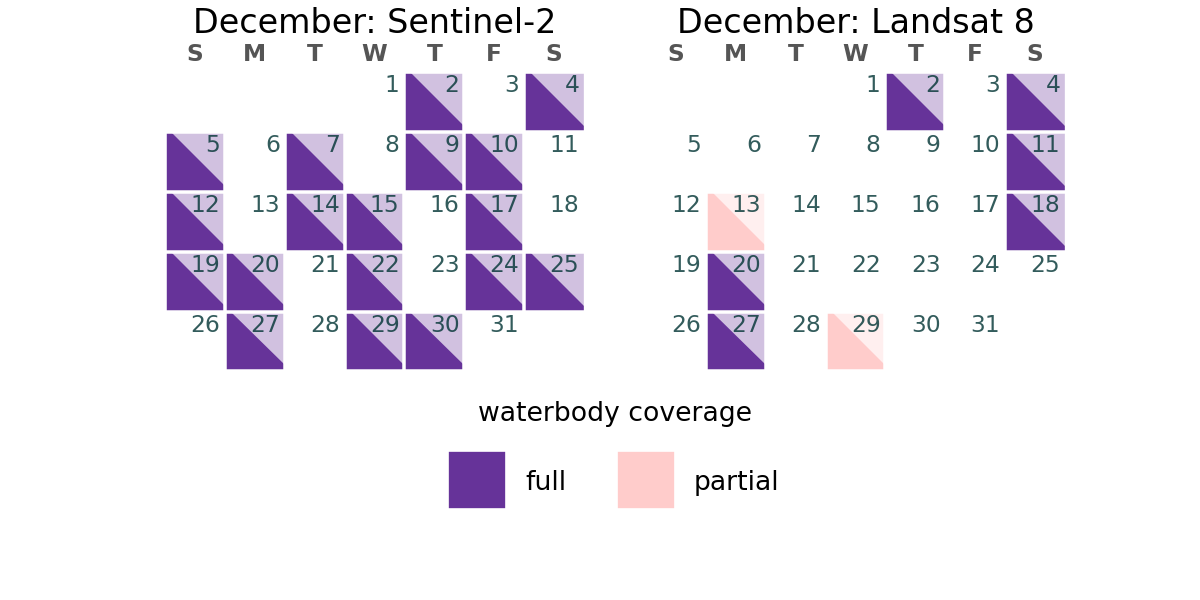 December: Sentinel-2
S M T W T F S
1 2 3 4
5 6 7 8 9 10 11
12 13 14 15 16 17 18
19 20 21 22 23 24 25
26 27 28 29 30 31
December: Landsat 8
S M T W T F S
1 2 3 4
5 6 7 8 9 10 11
12 13 14 15 16 17 18
19 20 21 22 23 24 25
26 27 28 29 30 31
waterbody coverage
full partial